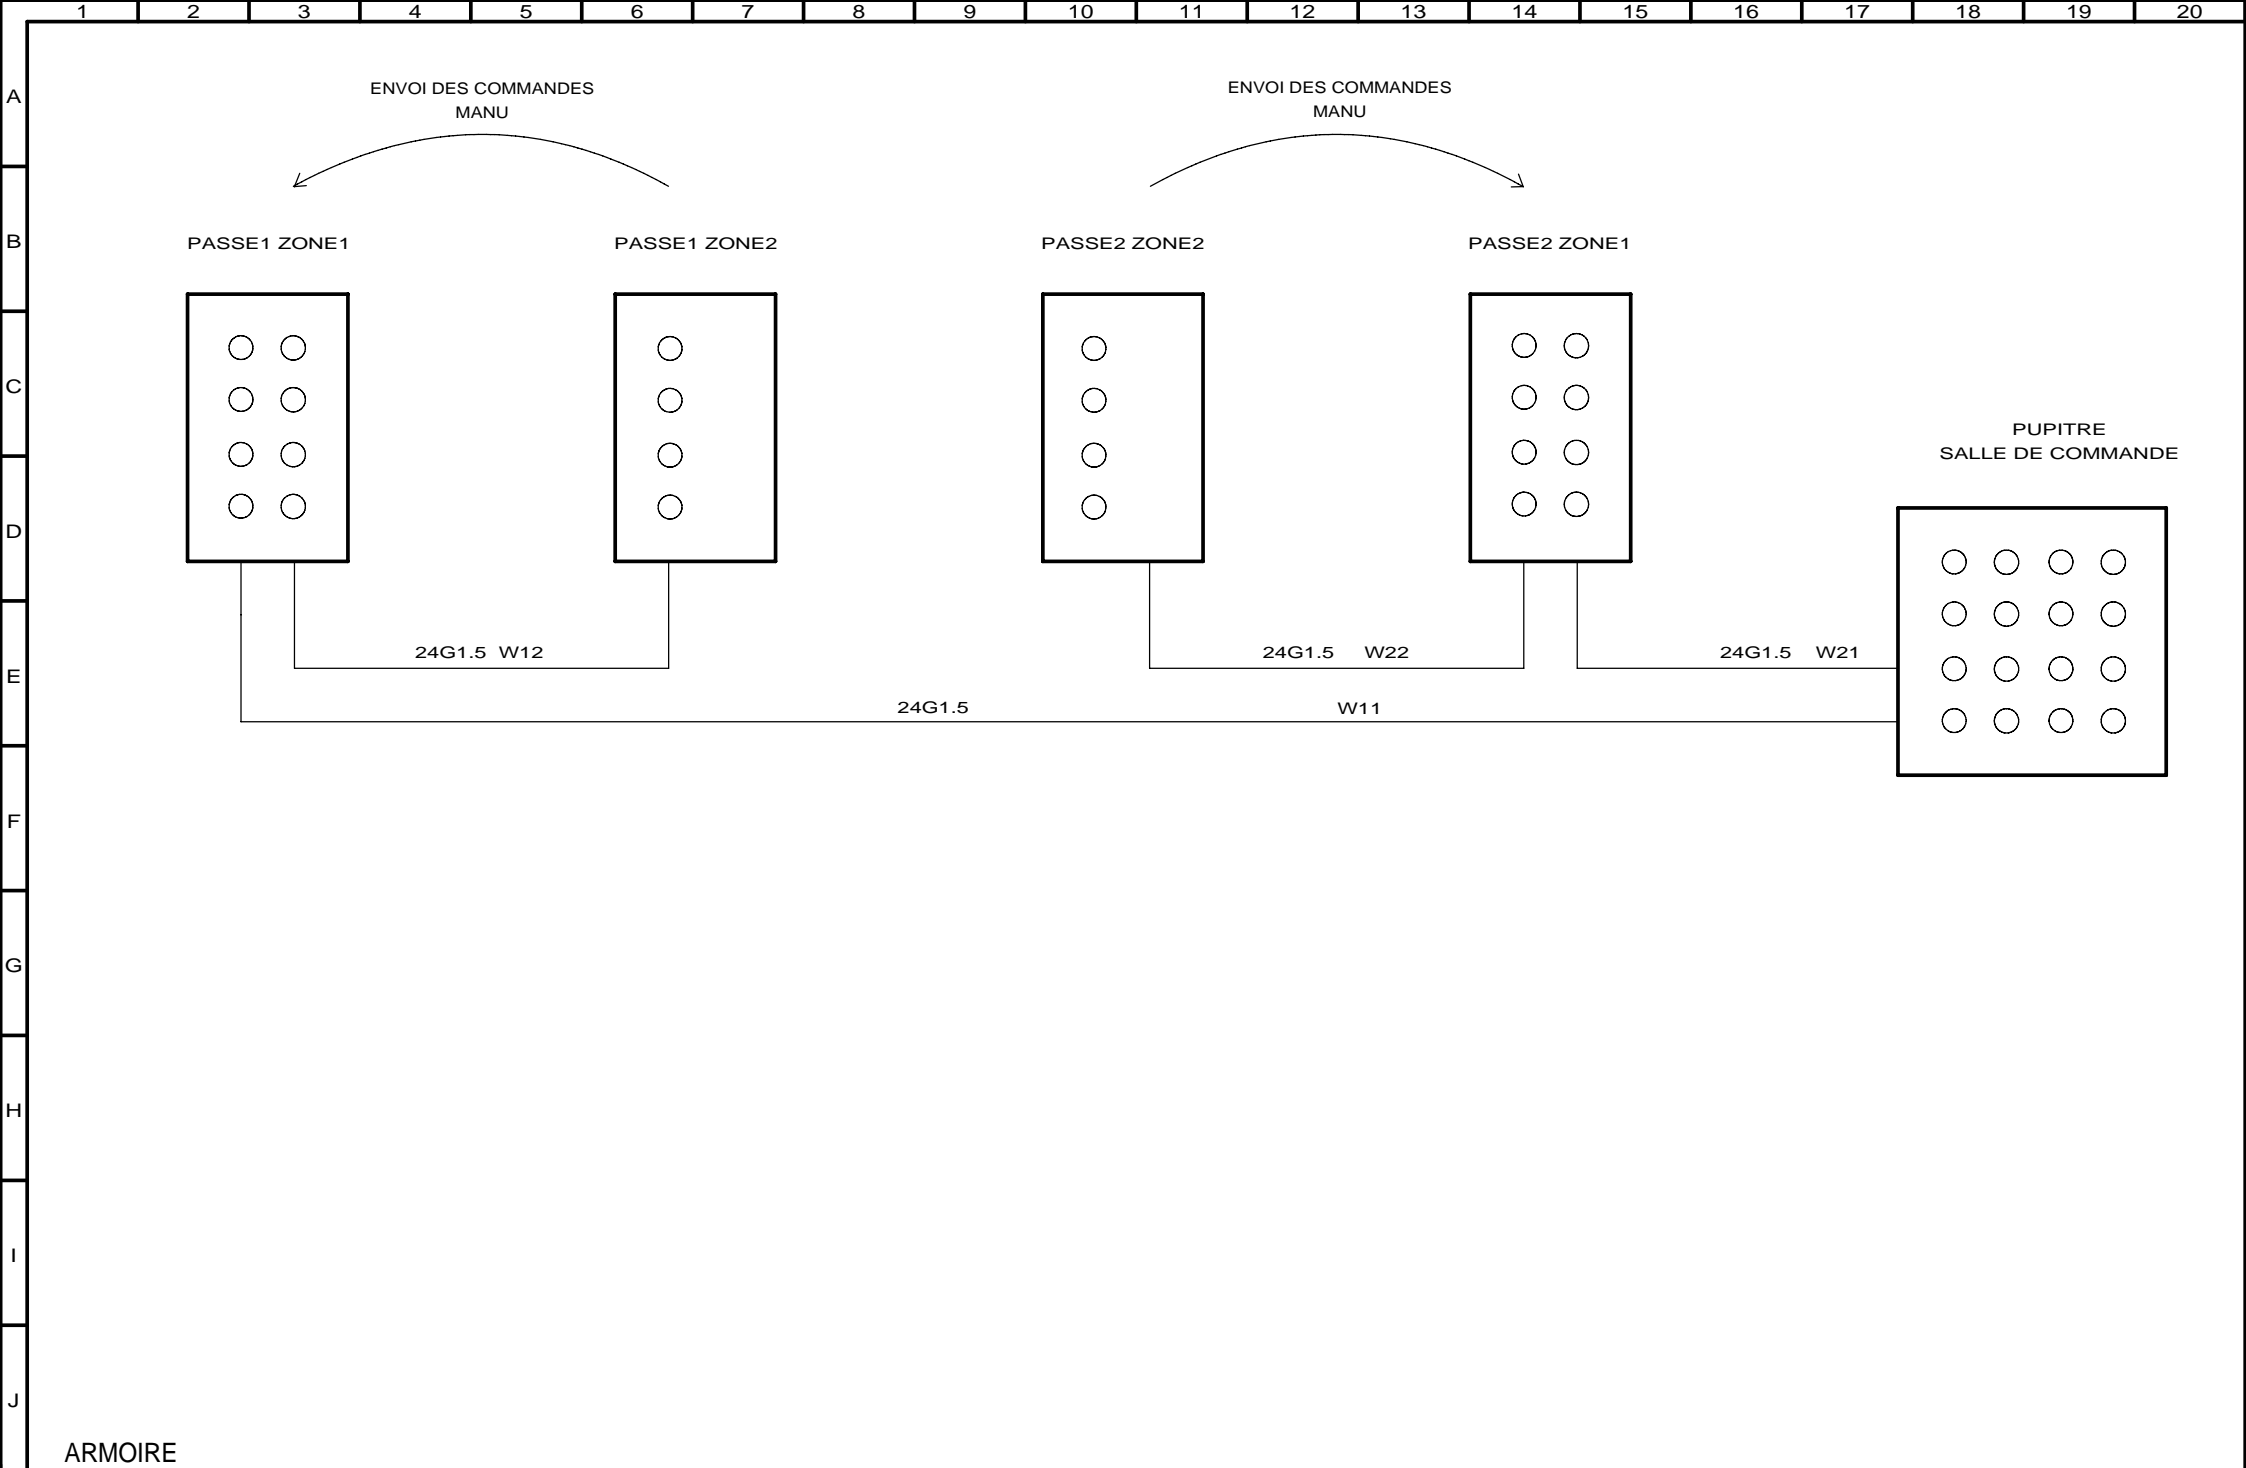 1 2 3 4 5 6 7 8 9 10 11 12 13 14 15 16 17 18 19 20
A
ENVOI DES COMMANDES
MANU
ENVOI DES COMMANDES
MANU
B
PASSE1 ZONE1
PASSE1 ZONE2
PASSE2 ZONE2
PASSE2 ZONE1
C
PUPITRE
SALLE DE COMMANDE
D
E
24G1.5 W12
24G1.5 W22
24G1.5 W21
24G1.5 W11
F
G
H
I
J
ARMOIRE